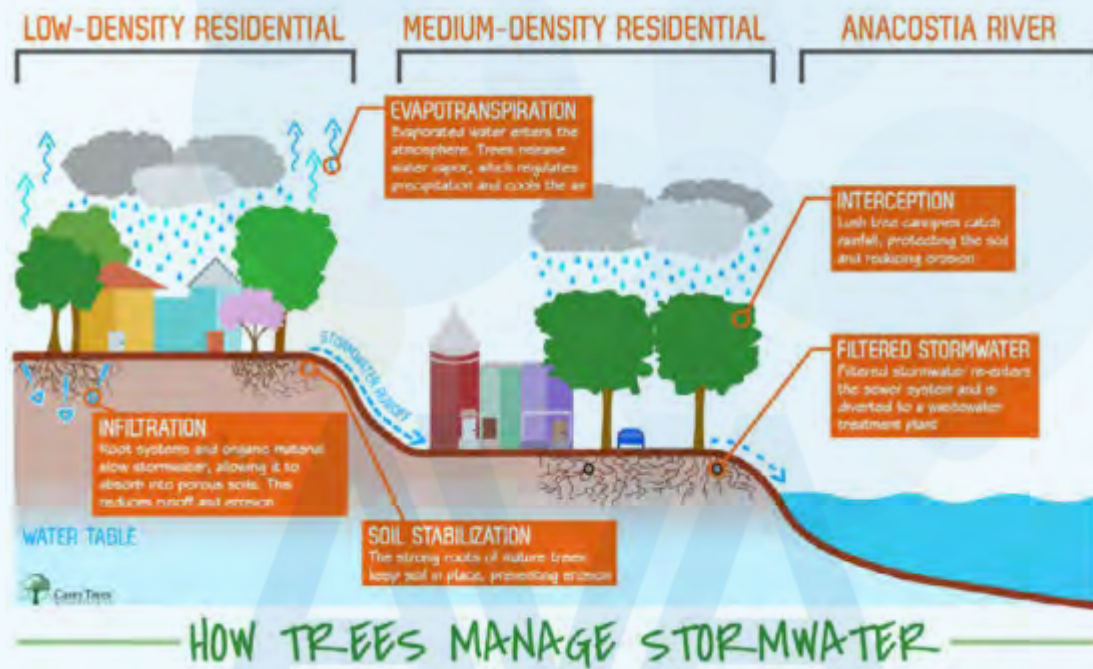 LOW-DENSITY RESIDENTIAL
MEDIUM-DENSITY RESIDENTIAL
ANACOSTIA RIVER
EVAPOTRANSPIRATION
Evaporated water enters the
atmosphere. Trees release
water vapor, which regulates
precipitation and cools the air
INTERCEPTION
Lush tree canopies catch
rainfall, protecting the soil
and reducing erosion
STORMWATER RUNOFF
FILTERED STORMWATER
Filtered stormwater re-enters
the sewer system and is
diverted to a wastewater
treatment plant
INFILTRATION
Root systems and organic material
slow stormwater, allowing it to
absorb into porous soils. This
reduces runoff and erosion
WATER TABLE
SOIL STABILIZATION
The strong roots of mature trees
keep soil in place, preventing erosion
Casey Trees
HOW TREES MANAGE STORMWATER